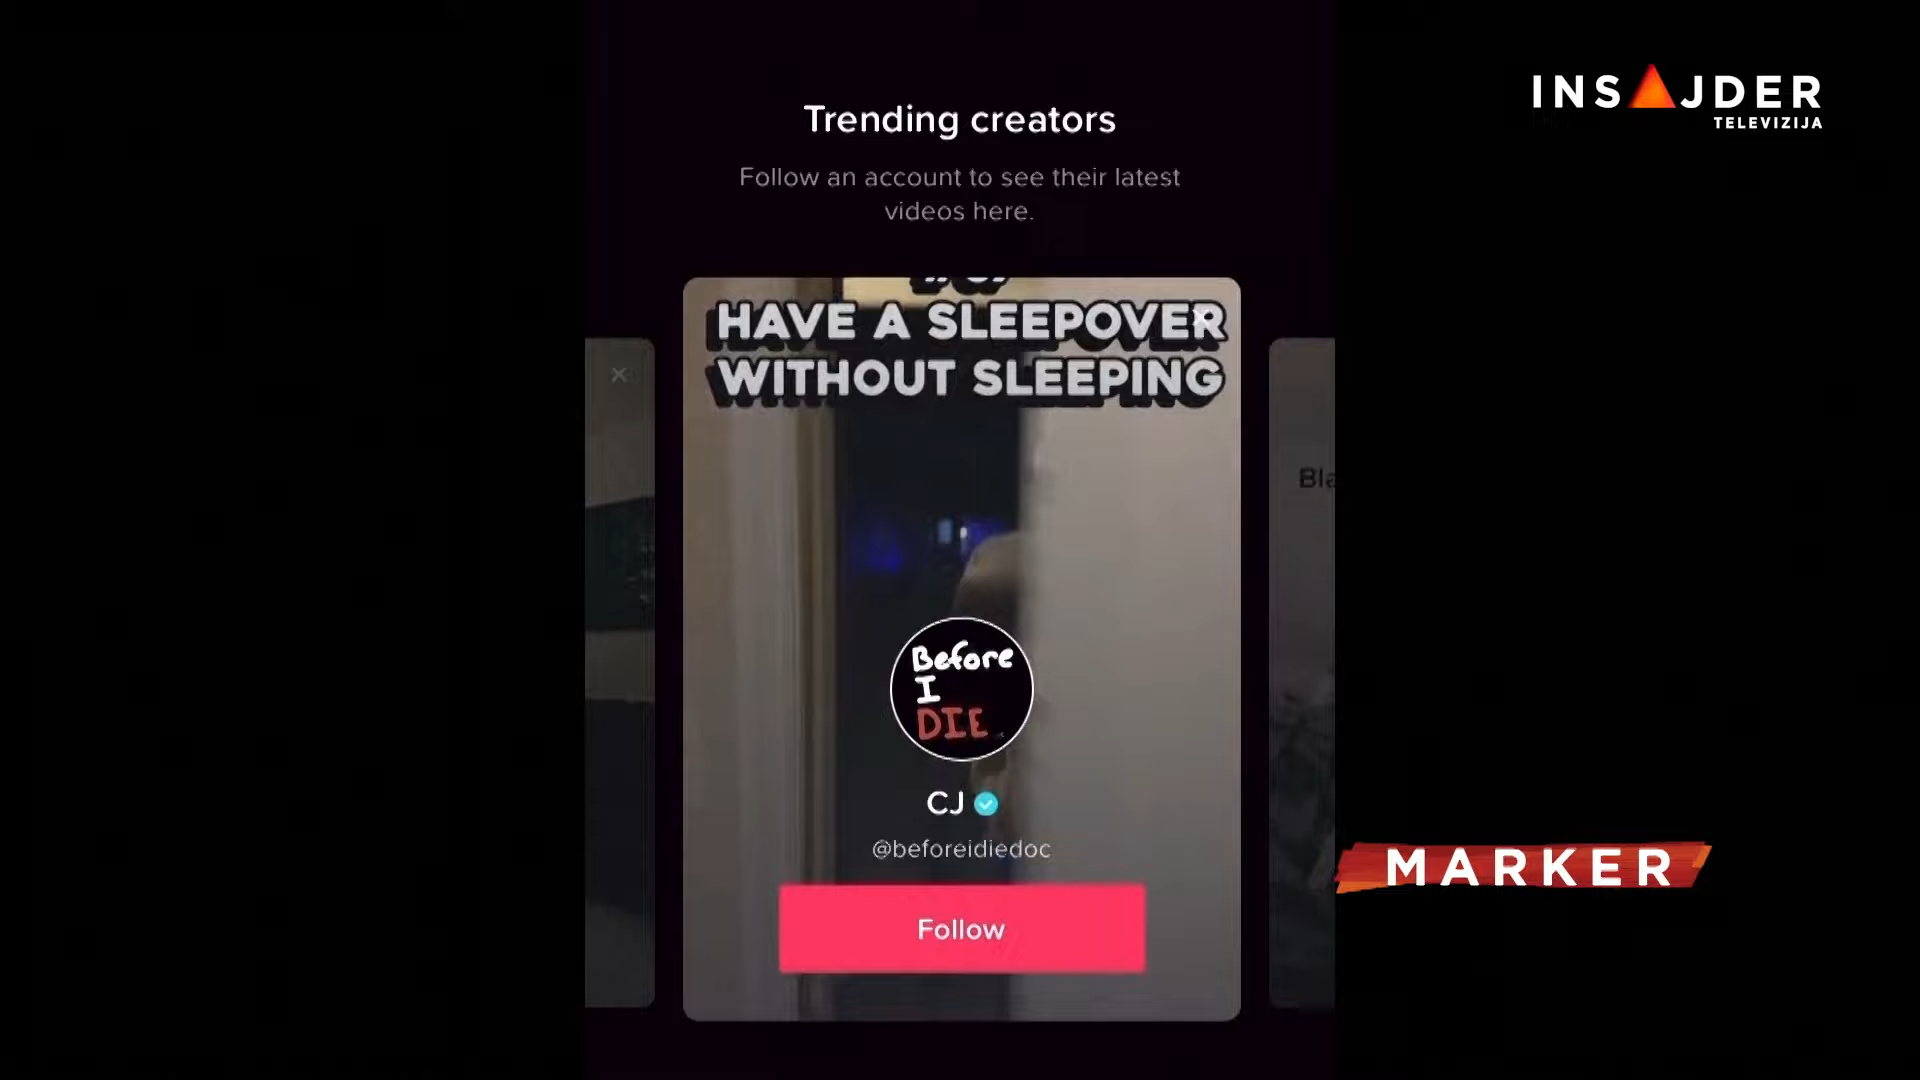 INSAJDER
TELEVIZIJA
Trending creators
Follow an account to see their latest
videos here.
HAVE A SLEEPOVER
WITHOUT SLEEPING
Before
I
DIE
CJ
@beforeidiedoc
Follow
MARKER